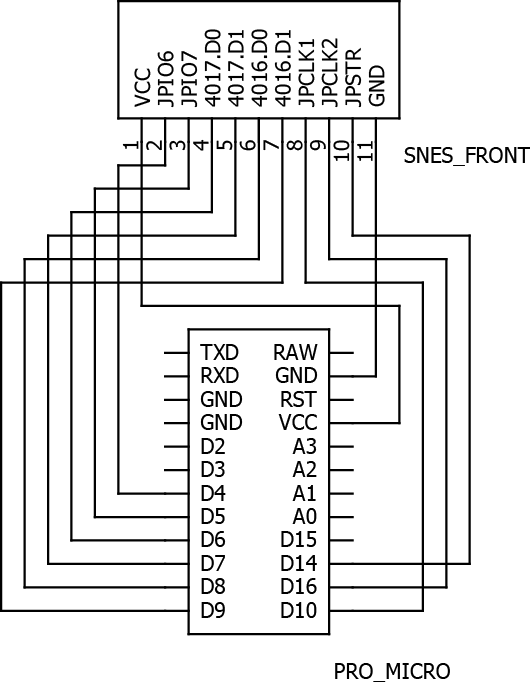 VCC JPIO6 JPIO7 4017.D0 4017.D1 4016.D0 4016.D1 JPCLK1 JPCLK2 JPSTR GND
1 2 3 4 5 6 7 8 9 10 11
SNES_FRONT
TXD RAW
RXD GND
GND RST
GND VCC
D2 A3
D3 A2
D4 A1
D5 A0
D6 D15
D7 D14
D8 D16
D9 D10
PRO_MICRO